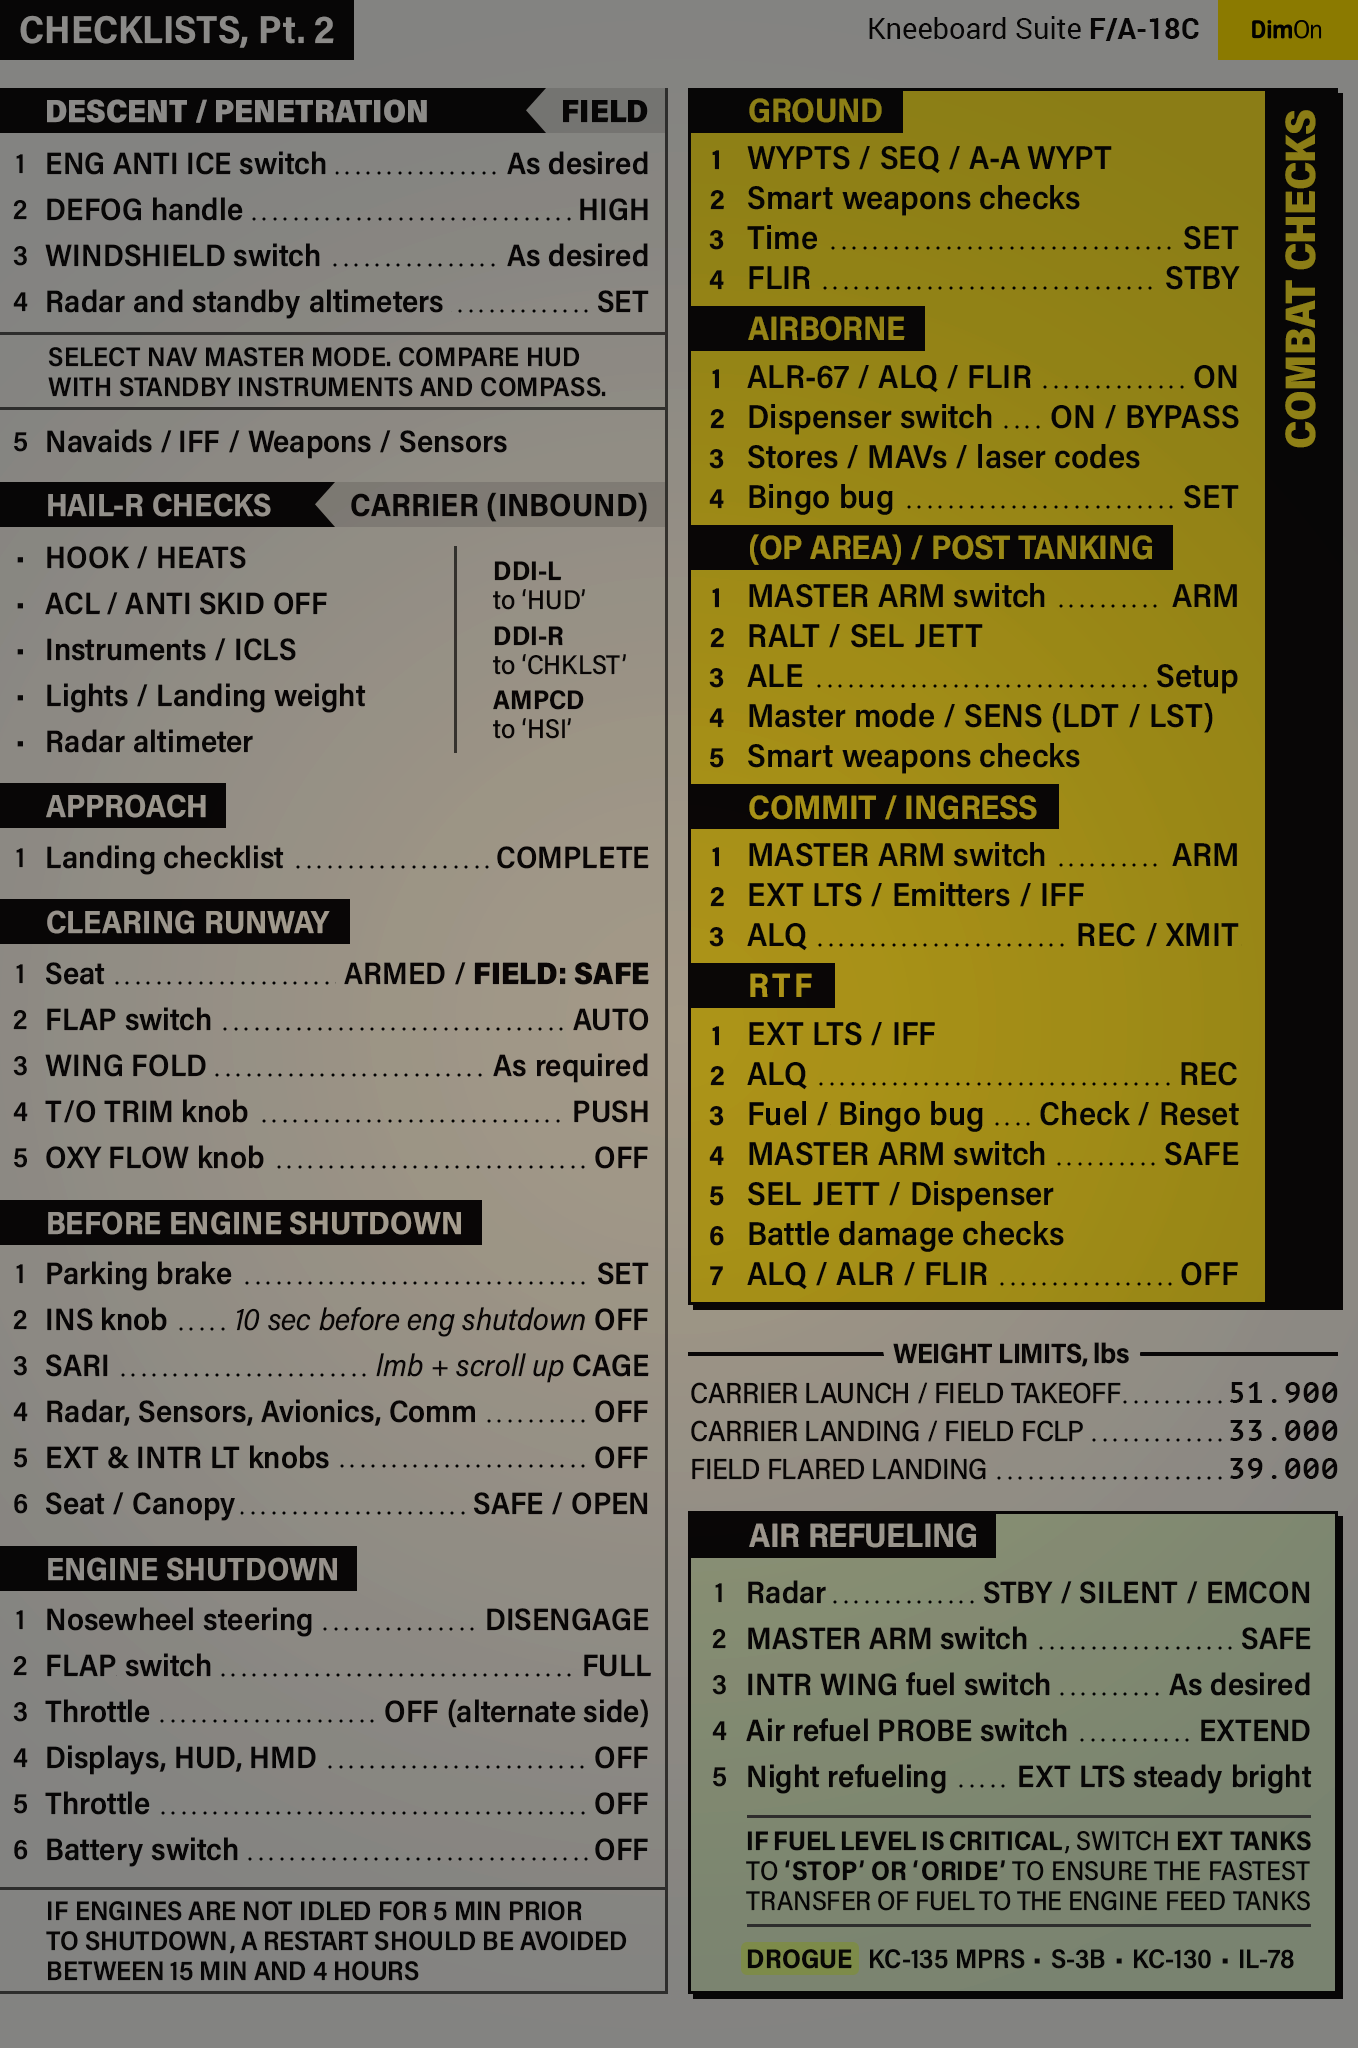 CHECKLISTS, Pt. 2
Kneeboard Suite F/A-18C
DimOn
DESCENT / PENETRATION
FIELD
1 ENG ANTI ICE switch ................ As desired
2 DEFOG handle ............................... HIGH
3 WINDSHIELD switch ................ As desired
4 Radar and standby altimeters ............. SET
SELECT NAV MASTER MODE. COMPARE HUD
WITH STANDBY INSTRUMENTS AND COMPASS.
5 Navaids / IFF / Weapons / Sensors
HAIL-R CHECKS
CARRIER (INBOUND)
▪ HOOK / HEATS
▪ ACL / ANTI SKID OFF
▪ Instruments / ICLS
▪ Lights / Landing weight
▪ Radar altimeter
DDI-L
to ‘HUD’
DDI-R
to ‘CHKLST’
AMPCD
to ‘HSI’
APPROACH
1 Landing checklist ................... COMPLETE
CLEARING RUNWAY
1 Seat ..................... ARMED / FIELD: SAFE
2 FLAP switch ................................. AUTO
3 WING FOLD .......................... As required
4 T/O TRIM knob ............................. PUSH
5 OXY FLOW knob .............................. OFF
BEFORE ENGINE SHUTDOWN
1 Parking brake ................................. SET
2 INS knob ..... 10 sec before eng shutdown OFF
3 SARI ........................ lmb + scroll up CAGE
4 Radar, Sensors, Avionics, Comm .......... OFF
5 EXT & INTR LT knobs ........................ OFF
6 Seat / Canopy...................... SAFE / OPEN
ENGINE SHUTDOWN
1 Nosewheel steering ............... DISENGAGE
2 FLAP switch .................................. FULL
3 Throttle ..................... OFF (alternate side)
4 Displays, HUD, HMD ......................... OFF
5 Throttle ......................................... OFF
6 Battery switch ................................. OFF
IF ENGINES ARE NOT IDLED FOR 5 MIN PRIOR
TO SHUTDOWN, A RESTART SHOULD BE AVOIDED
BETWEEN 15 MIN AND 4 HOURS
COMBAT CHECKS
GROUND
1 WYPTS / SEQ / A-A WYPT
2 Smart weapons checks
3 Time ................................. SET
4 FLIR ................................ STBY
AIRBORNE
1 ALR-67 / ALQ / FLIR .............. ON
2 Dispenser switch .... ON / BYPASS
3 Stores / MAVs / laser codes
4 Bingo bug .......................... SET
(OP AREA) / POST TANKING
1 MASTER ARM switch .......... ARM
2 RALT / SEL JETT
3 ALE ................................ Setup
4 Master mode / SENS (LDT / LST)
5 Smart weapons checks
COMMIT / INGRESS
1 MASTER ARM switch .......... ARM
2 EXT LTS / Emitters / IFF
3 ALQ ........................ REC / XMIT
RTF
1 EXT LTS / IFF
2 ALQ .................................. REC
3 Fuel / Bingo bug .... Check / Reset
4 MASTER ARM switch .......... SAFE
5 SEL JETT / Dispenser
6 Battle damage checks
7 ALQ / ALR / FLIR ................. OFF
WEIGHT LIMITS, lbs
CARRIER LAUNCH / FIELD TAKEOFF.......... 51.900
CARRIER LANDING / FIELD FCLP ............. 33.000
FIELD FLARED LANDING ...................... 39.000
AIR REFUELING
1 Radar .............. STBY / SILENT / EMCON
2 MASTER ARM switch ................... SAFE
3 INTR WING fuel switch .......... As desired
4 Air refuel PROBE switch ........... EXTEND
5 Night refueling ..... EXT LTS steady bright
IF FUEL LEVEL IS CRITICAL, SWITCH EXT TANKS
TO ‘STOP’ OR ‘ORIDE’ TO ENSURE THE FASTEST
TRANSFER OF FUEL TO THE ENGINE FEED TANKS
DROGUE KC-135 MPRS ▪ S-3B ▪ KC-130 ▪ IL-78